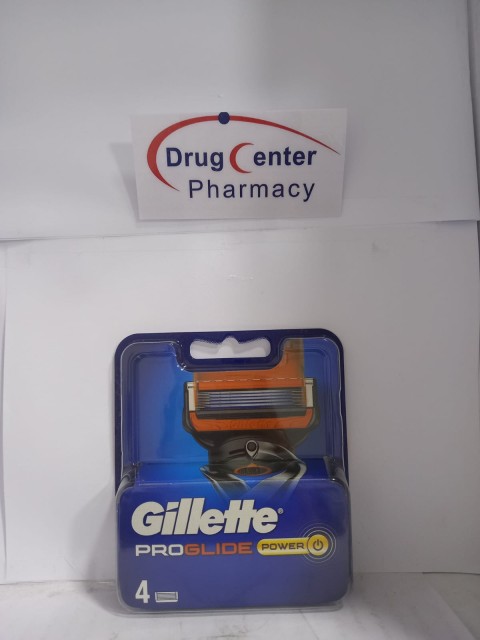 Drug Center
Pharmacy
Gillette®
PROGLIDE POWER
4